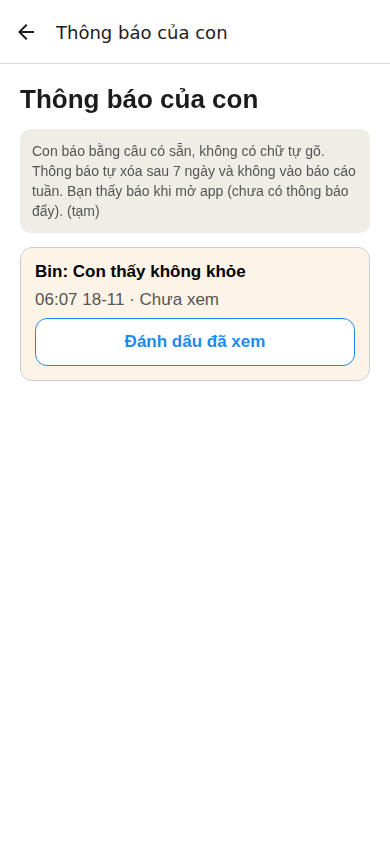 Thông báo của con
Thông báo của con
Con báo bằng câu có sẵn, không có chữ tự gõ.
Thông báo tự xóa sau 7 ngày và không vào báo cáo
tuần. Bạn thấy báo khi mở app (chưa có thông báo
đẩy). (tạm)
Bin: Con thấy không khỏe
06:07 18-11 · Chưa xem
Đánh dấu đã xem